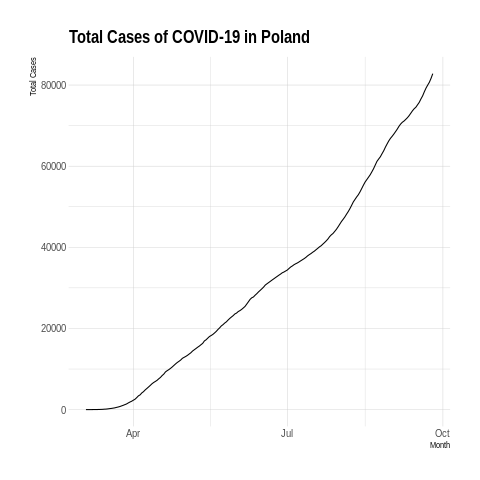 Total Cases of COVID-19 in Poland
Total Cases
80000
60000
40000
20000
0
Apr
Jul
Oct
Month